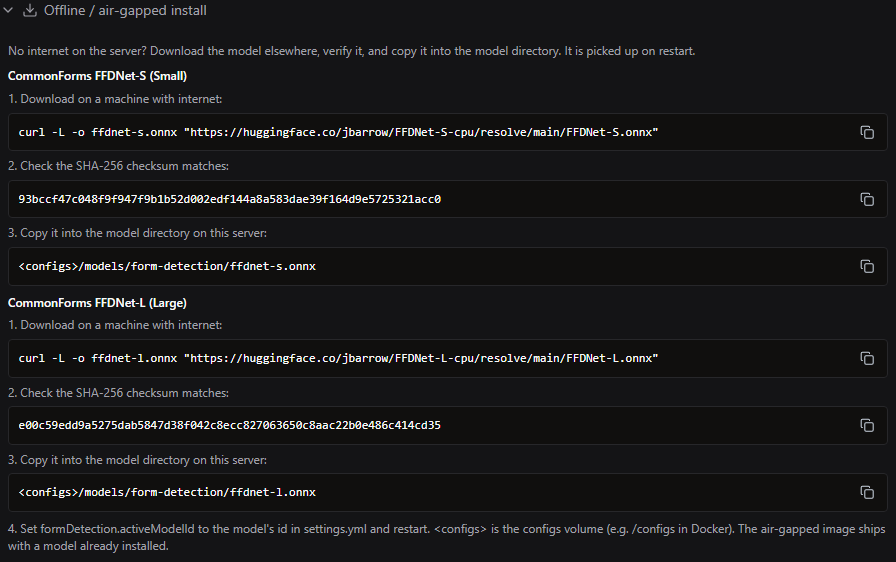 Offline / air-gapped install
No internet on the server? Download the model elsewhere, verify it, and copy it into the model directory. It is picked up on restart.
CommonForms FFDNet-S (Small)
1. Download on a machine with internet:
curl -L -o ffdnet-s.onnx "https://huggingface.co/jbarrow/FFDNet-S-cpu/resolve/main/FFDNet-S.onnx"
2. Check the SHA-256 checksum matches:
93bccf47c048f9f947f9b1b52d002edf144a8a583dae39f164d9e5725321acc0
3. Copy it into the model directory on this server:
<configs>/models/form-detection/ffdnet-s.onnx
CommonForms FFDNet-L (Large)
1. Download on a machine with internet:
curl -L -o ffdnet-l.onnx "https://huggingface.co/jbarrow/FFDNet-L-cpu/resolve/main/FFDNet-L.onnx"
2. Check the SHA-256 checksum matches:
e00c59edd9a5275dab5847d38f042c8ecc827063650c8aac22b0e486c414cd35
3. Copy it into the model directory on this server:
<configs>/models/form-detection/ffdnet-l.onnx
4. Set formDetection.activeModelId to the model's id in settings.yml and restart. <configs> is the configs volume (e.g. /configs in Docker). The air-gapped image ships
with a model already installed.